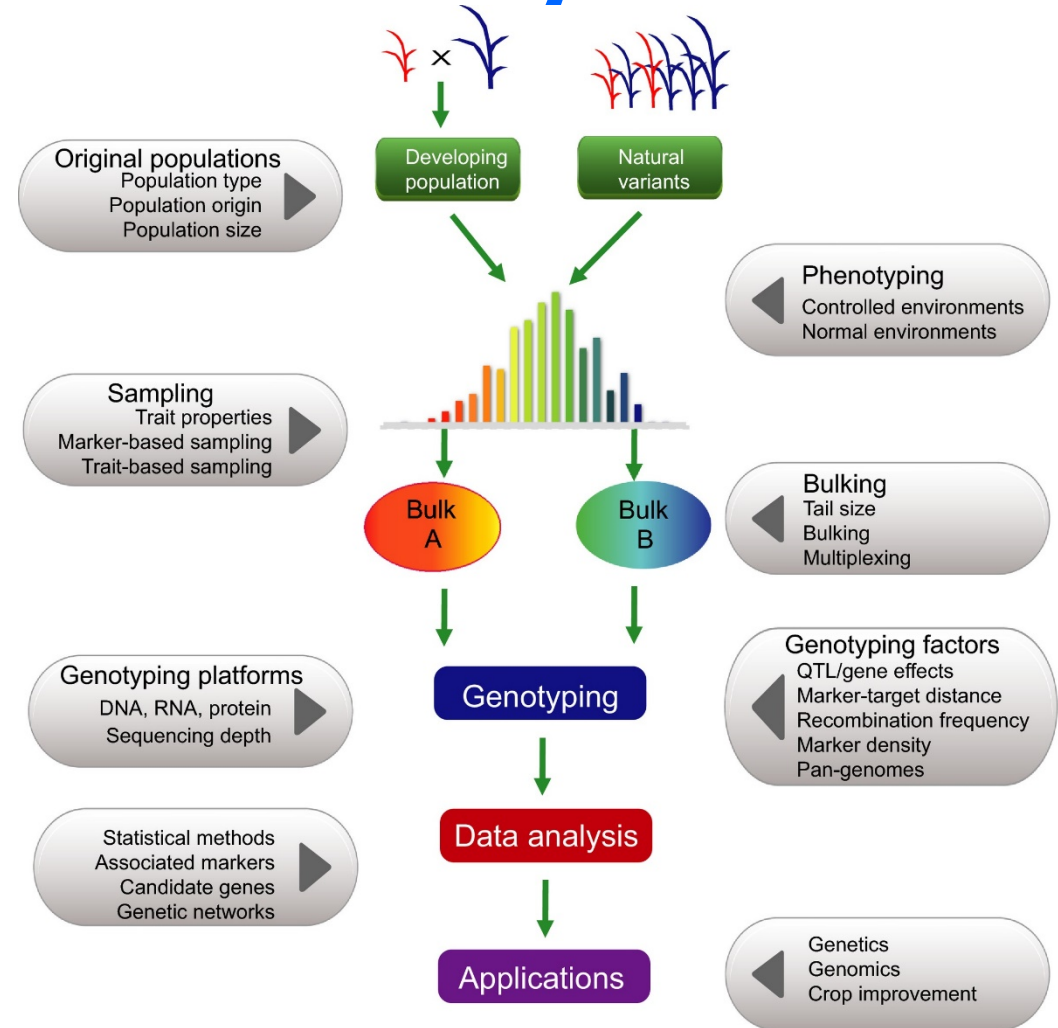 ×
Original populations
Population type
Population origin
Population size
Developing
population
Natural
variants
Phenotyping
Controlled environments
Normal environments
Sampling
Trait properties
Marker-based sampling
Trait-based sampling
Bulk
A
Bulk
B
Bulking
Tail size
Bulking
Multiplexing
Genotyping platforms
DNA, RNA, protein
Sequencing depth
Genotyping
Genotyping factors
QTL/gene effects
Marker-target distance
Recombination frequency
Marker density
Pan-genomes
Statistical methods
Associated markers
Candidate genes
Genetic networks
Data analysis
Applications
Genetics
Genomics
Crop improvement